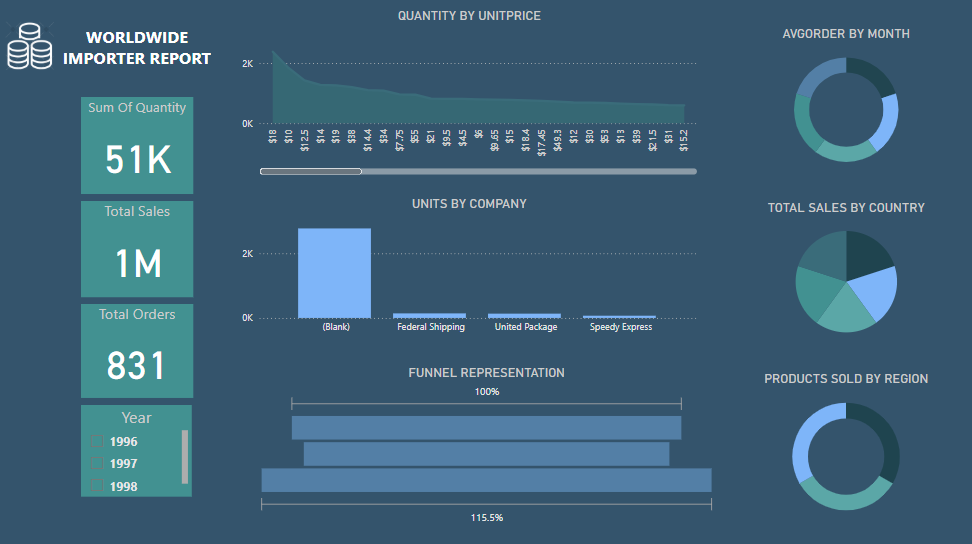 WORLDWIDE
IMPORTER REPORT
Sum Of Quantity
51K
Total Sales
1M
Total Orders
831
Year
1996
1997
1998
QUANTITY BY UNITPRICE
2K
0K
$18
$10
$12.5
$14
$19
$38
$14.4
$34
$7.75
$55
$21
$9.5
$4.5
$6
$9.65
$15
$18.4
$17.45
$49.3
$12
$30
$53
$13
$39
$21.5
$31
$15.2
UNITS BY COMPANY
2K
0K
(Blank)
Federal Shipping
United Package
Speedy Express
FUNNEL REPRESENTATION
100%
115.5%
AVGORDER BY MONTH
TOTAL SALES BY COUNTRY
PRODUCTS SOLD BY REGION